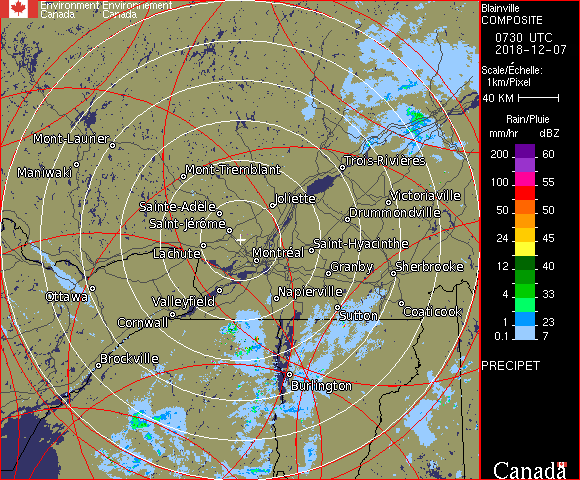 Environment Environnement
Canada Canada
Blainville
COMPOSITE
0730 UTC
2018-12-07
Scale/Échelle:
1km/Pixel
40 KM
Rain/Pluie
mm/hr dBZ
200 60
100 55
50 50
24 45
12 40
4 33
1 23
0.1 7
PRECIPET
Mont-Laurier
Maniwaki
Mont-Tremblant
Trois-Rivières
Sainte-Adèle
Joliette
Victoriaville
Saint-Jérôme
Drummondville
Lachute
Montréal
Saint-Hyacinthe
Granby
Sherbrooke
Ottawa
Valleyfield
Napierville
Cornwall
Sutton
Coaticook
Brockville
Burlington
Canada